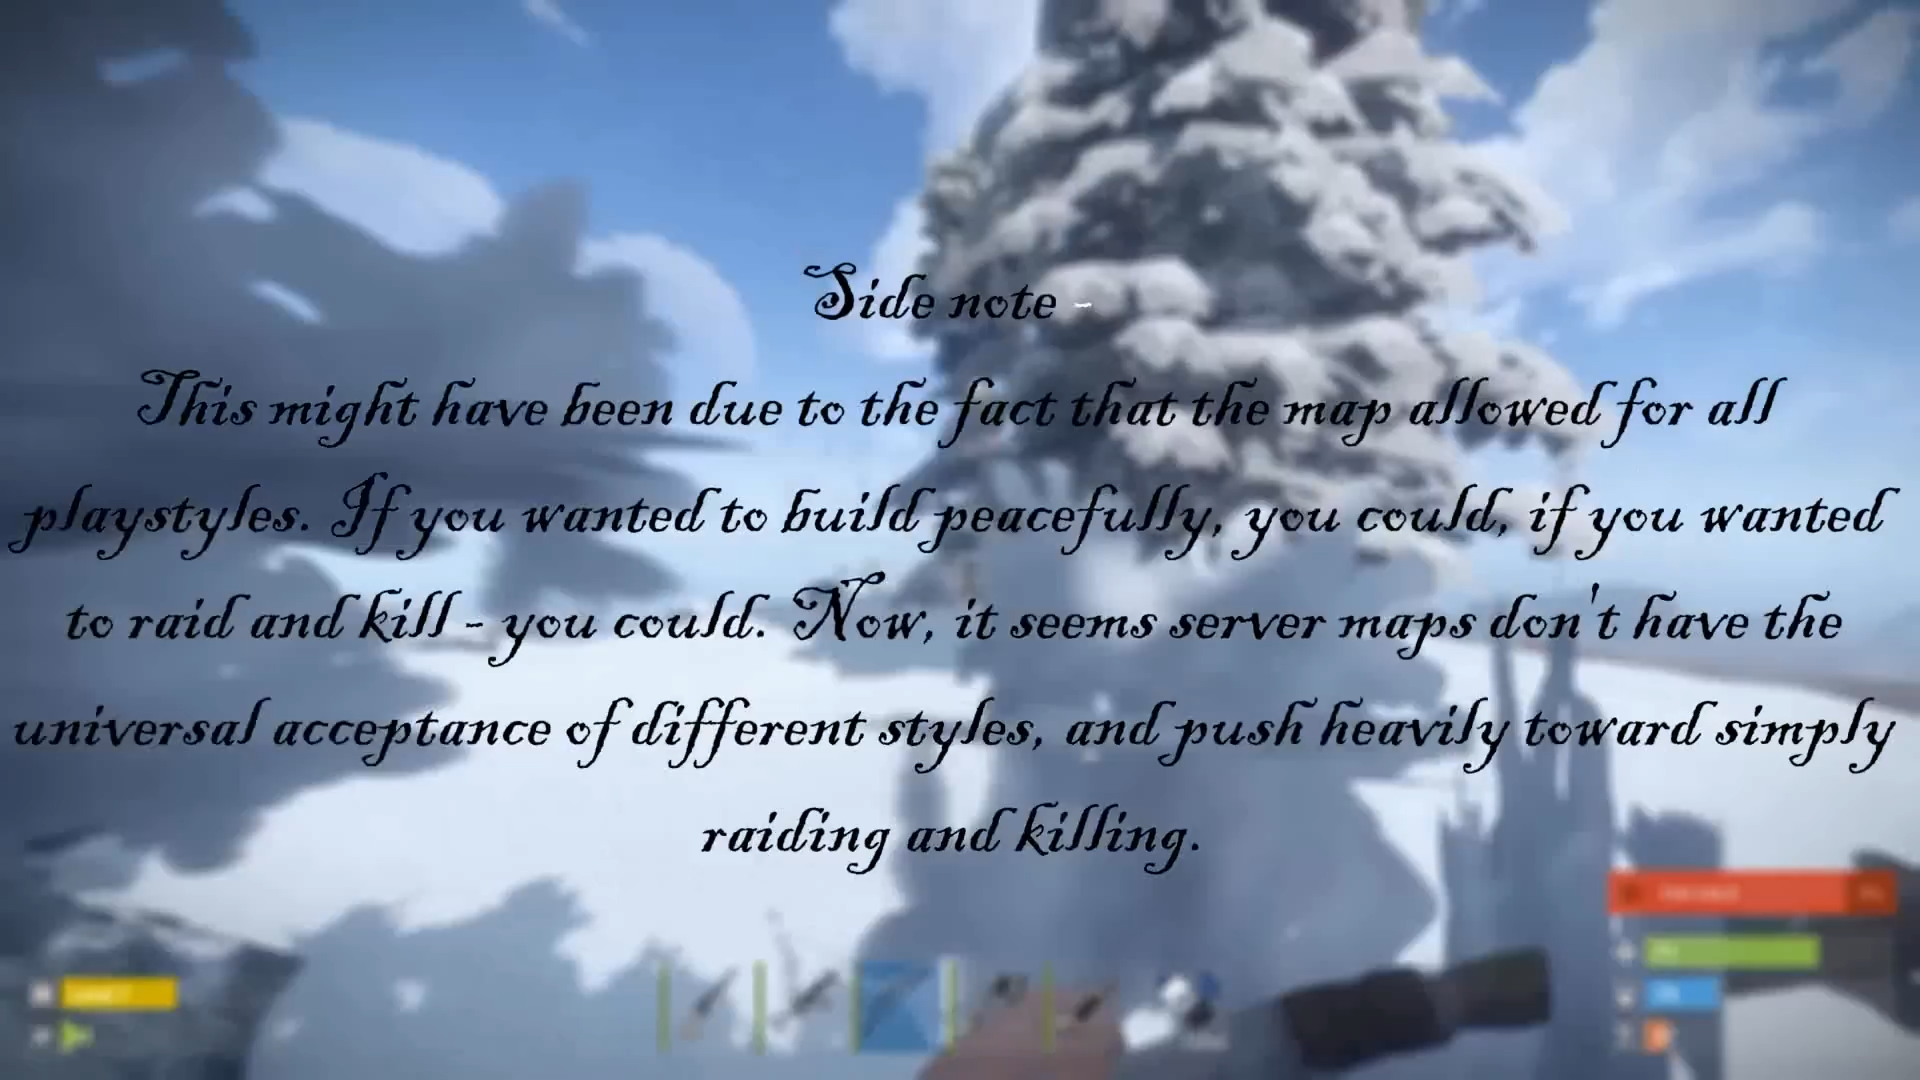 Side note -
This might have been due to the fact that the map allowed for all
playstyles. If you wanted to build peacefully, you could, if you wanted
to raid and kill - you could. Now, it seems server maps don't have the
universal acceptance of different styles, and push heavily toward simply
raiding and killing.